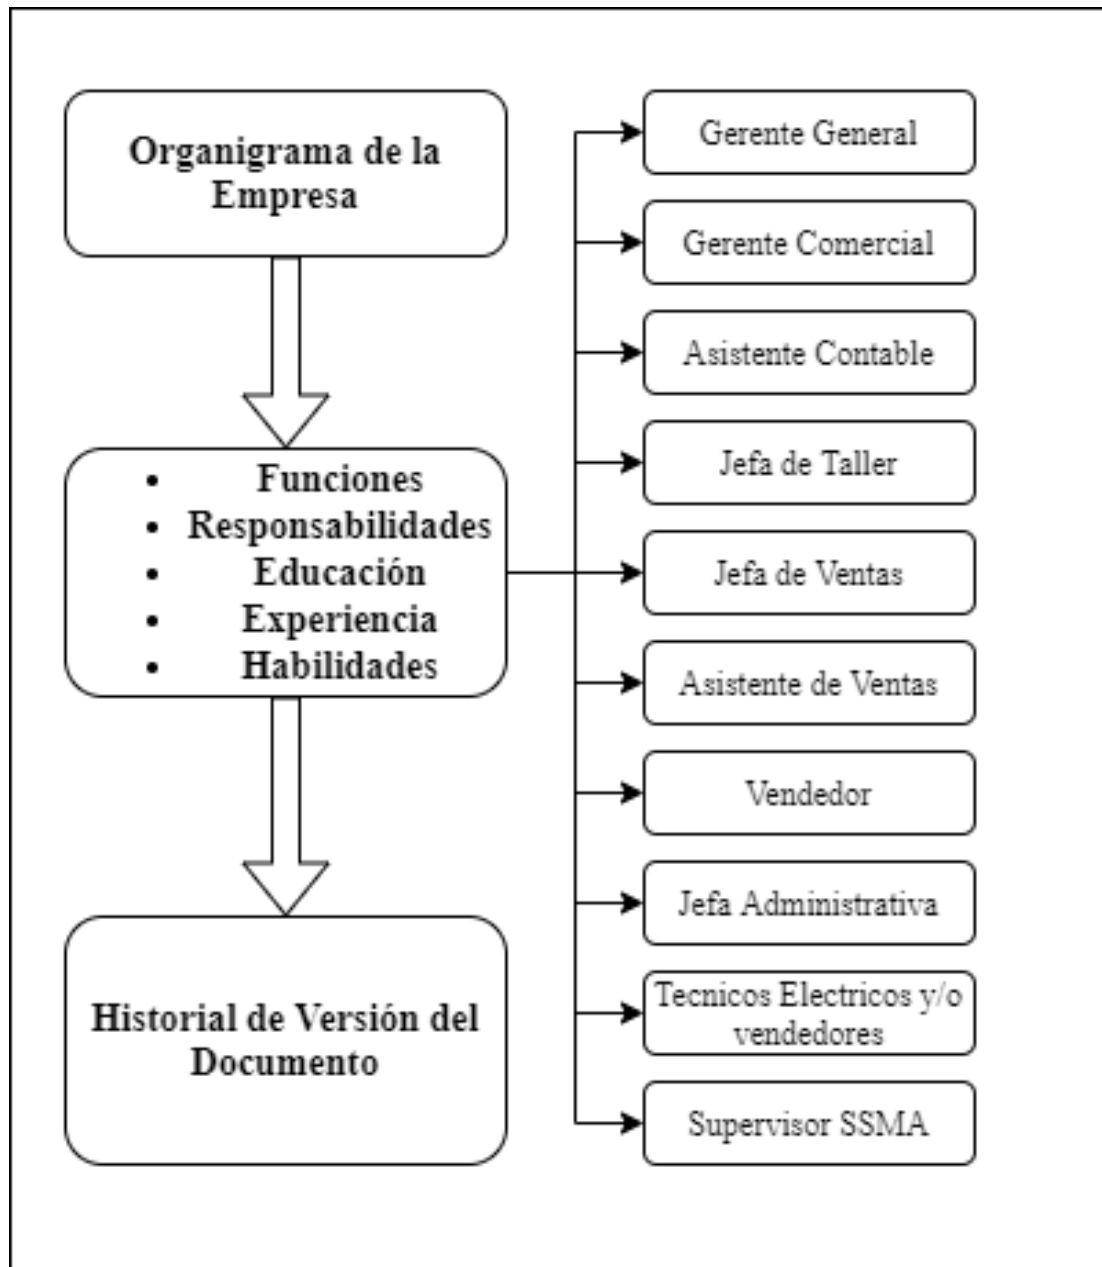 Organigrama de la
Empresa
• Funciones
• Responsabilidades
• Educación
• Experiencia
• Habilidades
Historial de Versión del
Documento
Gerente General
Gerente Comercial
Asistente Contable
Jefa de Taller
Jefa de Ventas
Asistente de Ventas
Vendedor
Jefa Administrativa
Tecnicos Electricos y/o
vendedores
Supervisor SSMA